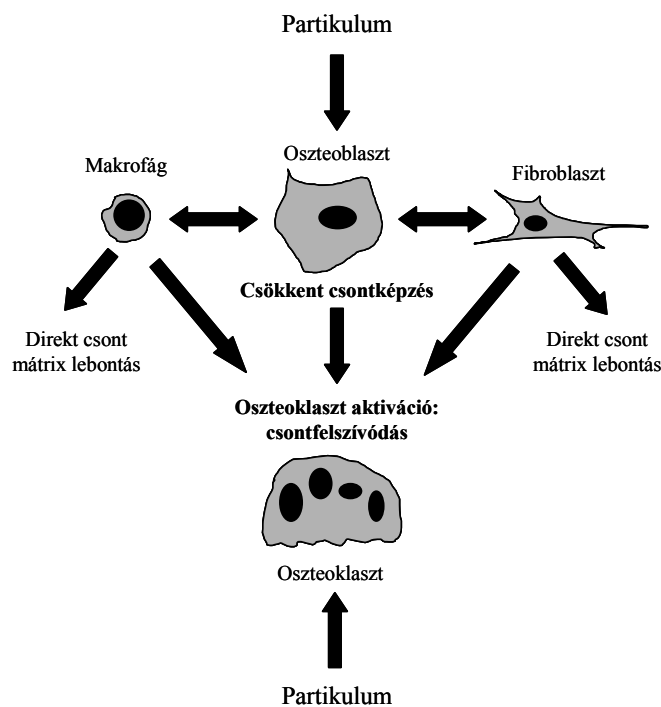 Partikulum
Makrofág
Oszteoblaszt
Fibroblaszt
Csökkent csontképzés
Direkt csont
mátrix lebontás
Direkt csont
mátrix lebontás
Oszteoklaszt aktiváció:
csontfelszívódás
Oszteoklaszt
Partikulum